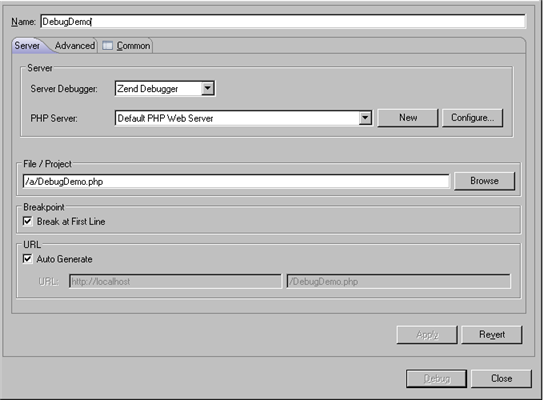 Name: DebugDemo
Server Advanced Common
Server
Server Debugger: Zend Debugger
PHP Server: Default PHP Web Server New Configure...
File / Project
/a/DebugDemo.php Browse
Breakpoint
Break at First Line
URL
Auto Generate
URL: http://localhost /DebugDemo.php
Apply Revert
Debug Close